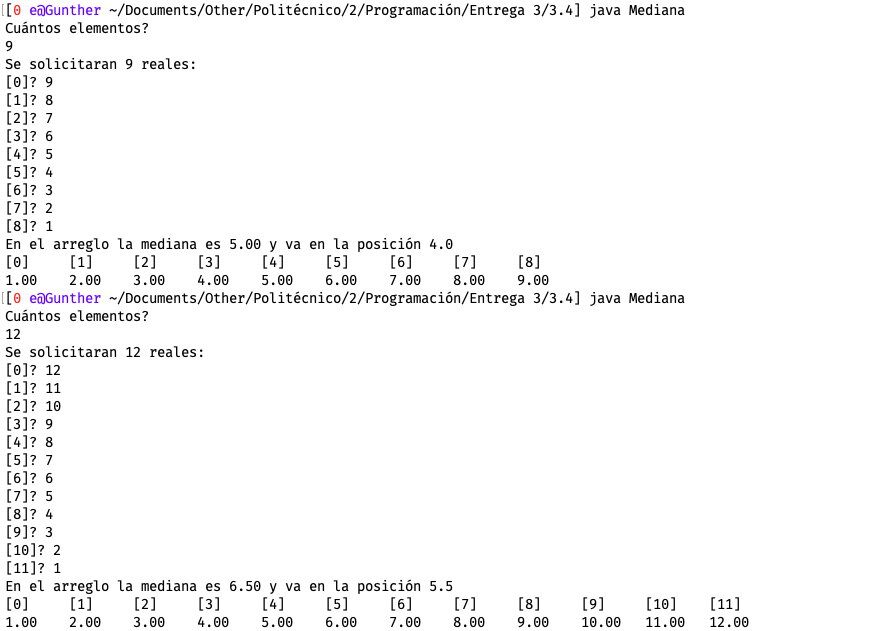 [[0 e@Gunther ~/Documents/Other/Politécnico/2/Programación/Entrega 3/3.4] java Mediana
Cuántos elementos?
9
Se solicitaran 9 reales:
[0]? 9
[1]? 8
[2]? 7
[3]? 6
[4]? 5
[5]? 4
[6]? 3
[7]? 2
[8]? 1
En el arreglo la mediana es 5.00 y va en la posición 4.0
[0] [1] [2] [3] [4] [5] [6] [7] [8]
1.00 2.00 3.00 4.00 5.00 6.00 7.00 8.00 9.00
[[0 e@Gunther ~/Documents/Other/Politécnico/2/Programación/Entrega 3/3.4] java Mediana
Cuántos elementos?
12
Se solicitaran 12 reales:
[0]? 12
[1]? 11
[2]? 10
[3]? 9
[4]? 8
[5]? 7
[6]? 6
[7]? 5
[8]? 4
[9]? 3
[10]? 2
[11]? 1
En el arreglo la mediana es 6.50 y va en la posición 5.5
[0] [1] [2] [3] [4] [5] [6] [7] [8] [9] [10] [11]
1.00 2.00 3.00 4.00 5.00 6.00 7.00 8.00 9.00 10.00 11.00 12.00